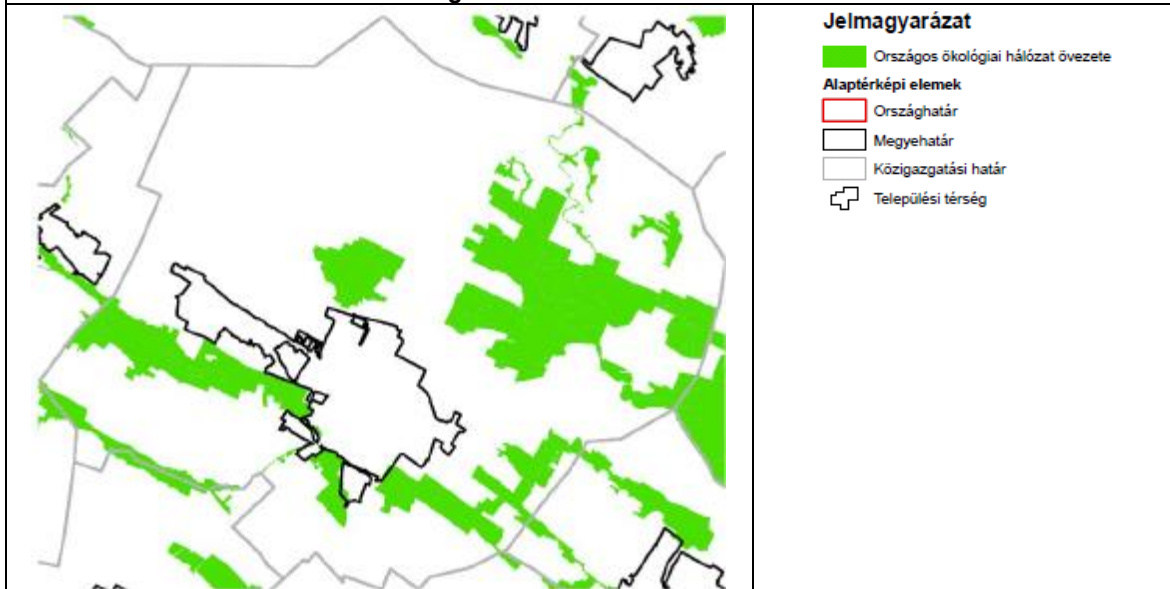 Jelmagyarázat
Országos ökológiai hálózat övezete
Alaptérképi elemek
Országhatár
Megyehatár
Közigazgatási határ
Települési térség